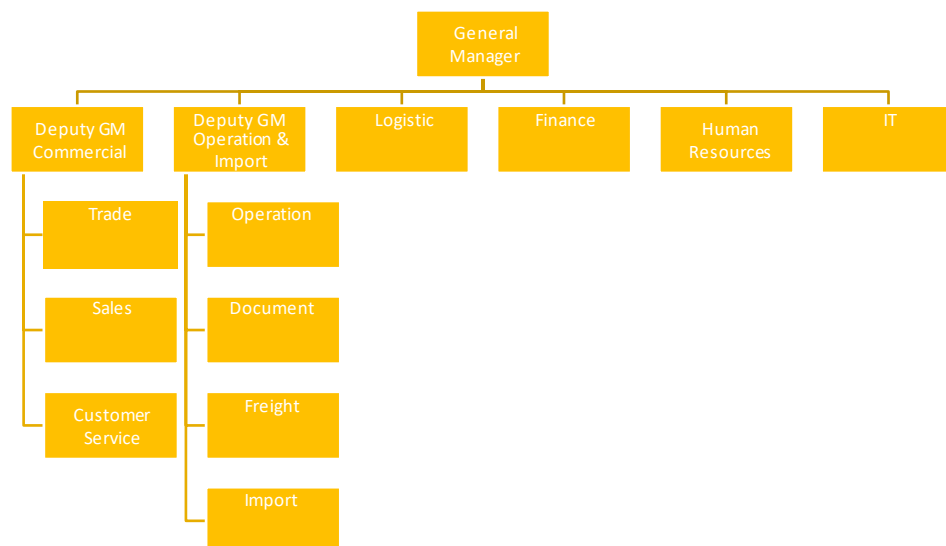 General
Manager
Deputy GM
Commercial
Deputy GM
Operation &
Import
Logistic
Finance
Human
Resources
IT
Trade
Operation
Sales
Document
Customer
Service
Freight
Import